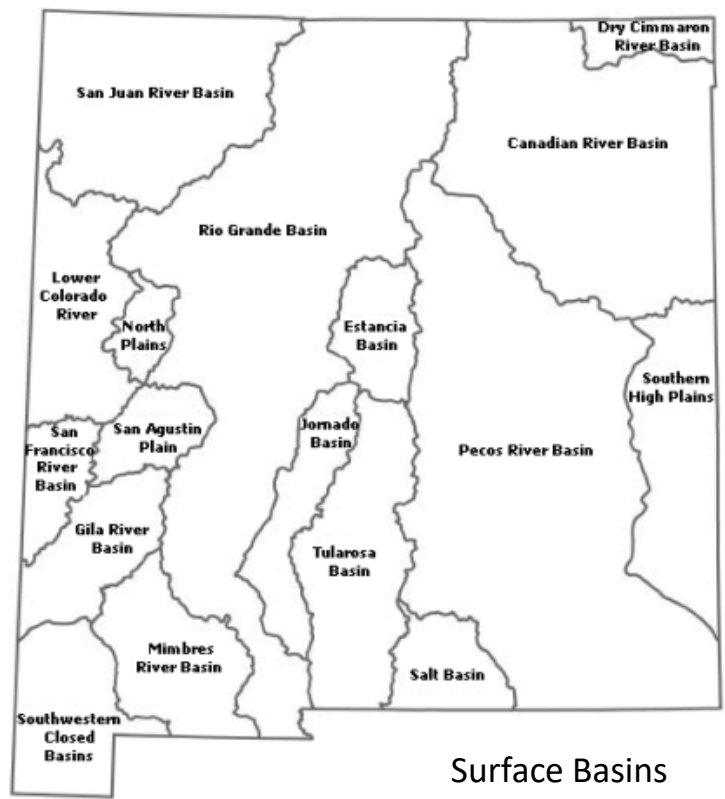 Dry Cimmaron
River Basin
San Juan River Basin
Canadian River Basin
Rio Grande Basin
Lower
Colorado
River
North
Plains
Estancia
Basin
Southern
High Plains
San
Francisco
River
Basin
San Agustin
Plain
Jornado
Basin
Pecos River Basin
Gila River
Basin
Tularosa
Basin
Mimbres
River Basin
Salt Basin
Southwestern
Closed
Basins
Surface Basins